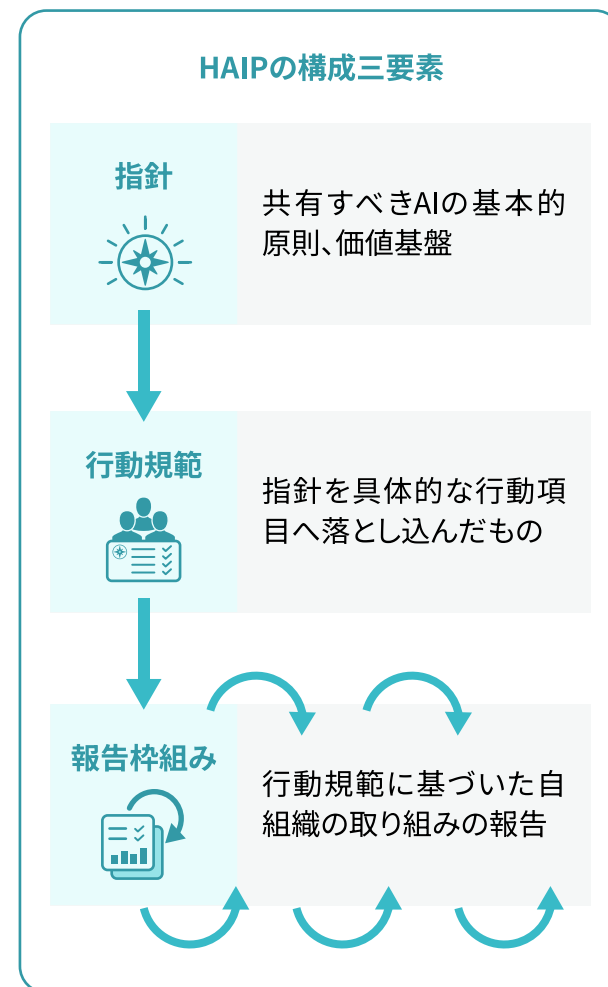 HAIPの構成三要素
指針
共有すべきAIの基本的
原則、価値基盤
行動規範
指針を具体的な行動項
目へ落とし込んだもの
報告枠組み
行動規範に基づいた自
組織の取り組みの報告